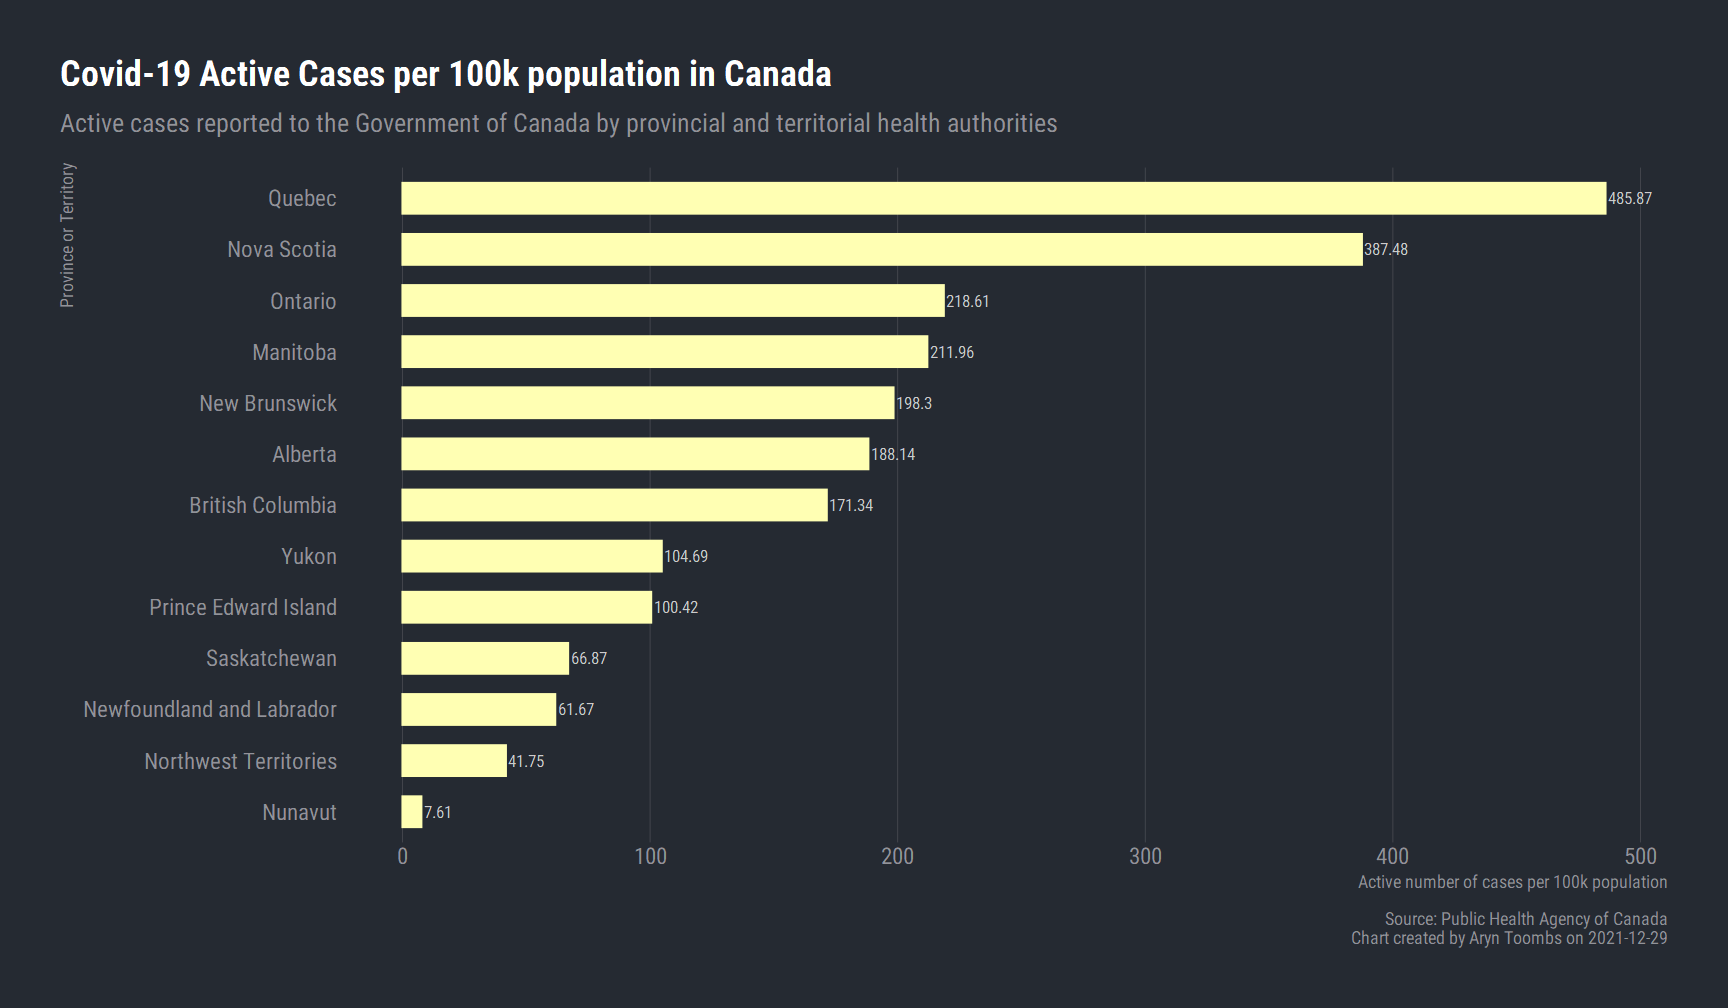 Covid-19 Active Cases per 100k population in Canada
Active cases reported to the Government of Canada by provincial and territorial health authorities
Province or Territory
Quebec 485.87
Nova Scotia 387.48
Ontario 218.61
Manitoba 211.96
New Brunswick 198.3
Alberta 188.14
British Columbia 171.34
Yukon 104.69
Prince Edward Island 100.42
Saskatchewan 66.87
Newfoundland and Labrador 61.67
Northwest Territories 41.75
Nunavut 7.61
0 100 200 300 400 500
Active number of cases per 100k population
Source: Public Health Agency of Canada
Chart created by Aryn Toombs on 2021-12-29